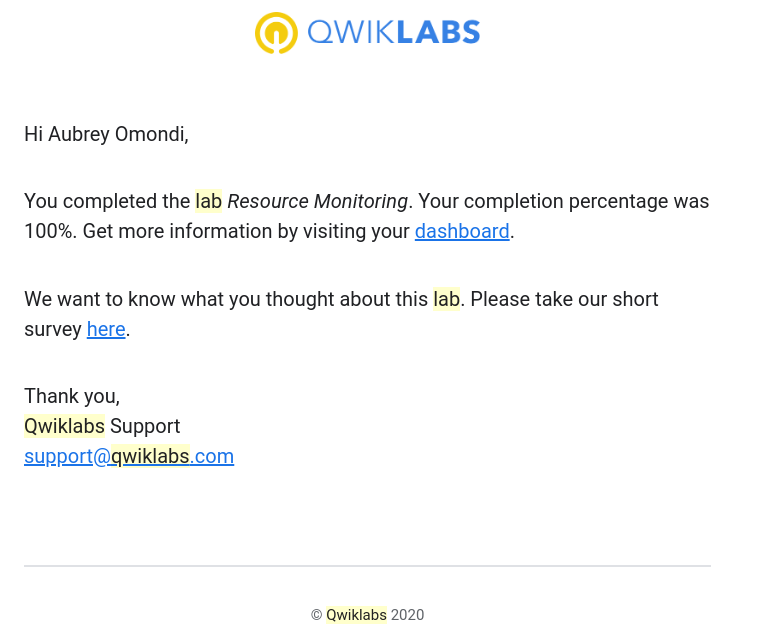 QWIKLABS
Hi Aubrey Omondi,
You completed the lab Resource Monitoring. Your completion percentage was
100%. Get more information by visiting your dashboard.
We want to know what you thought about this lab. Please take our short
survey here.
Thank you,
Qwiklabs Support
support@qwiklabs.com
© Qwiklabs 2020